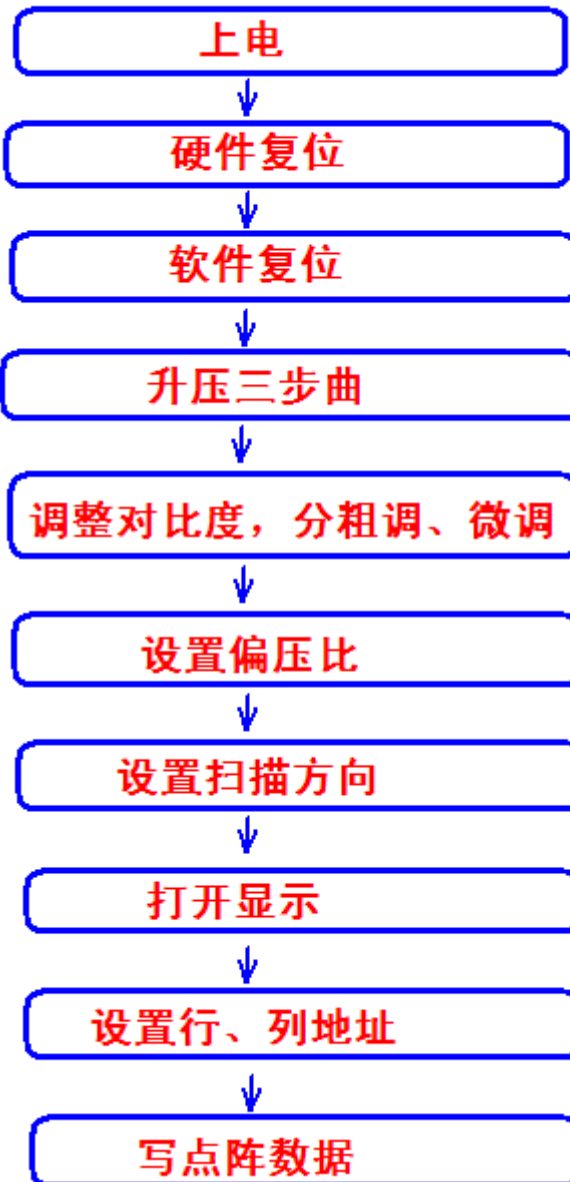 上电
硬件复位
软件复位
升压三步曲
调整对比度，分粗调、微调
设置偏压比
设置扫描方向
打开显示
设置行、列地址
写点阵数据